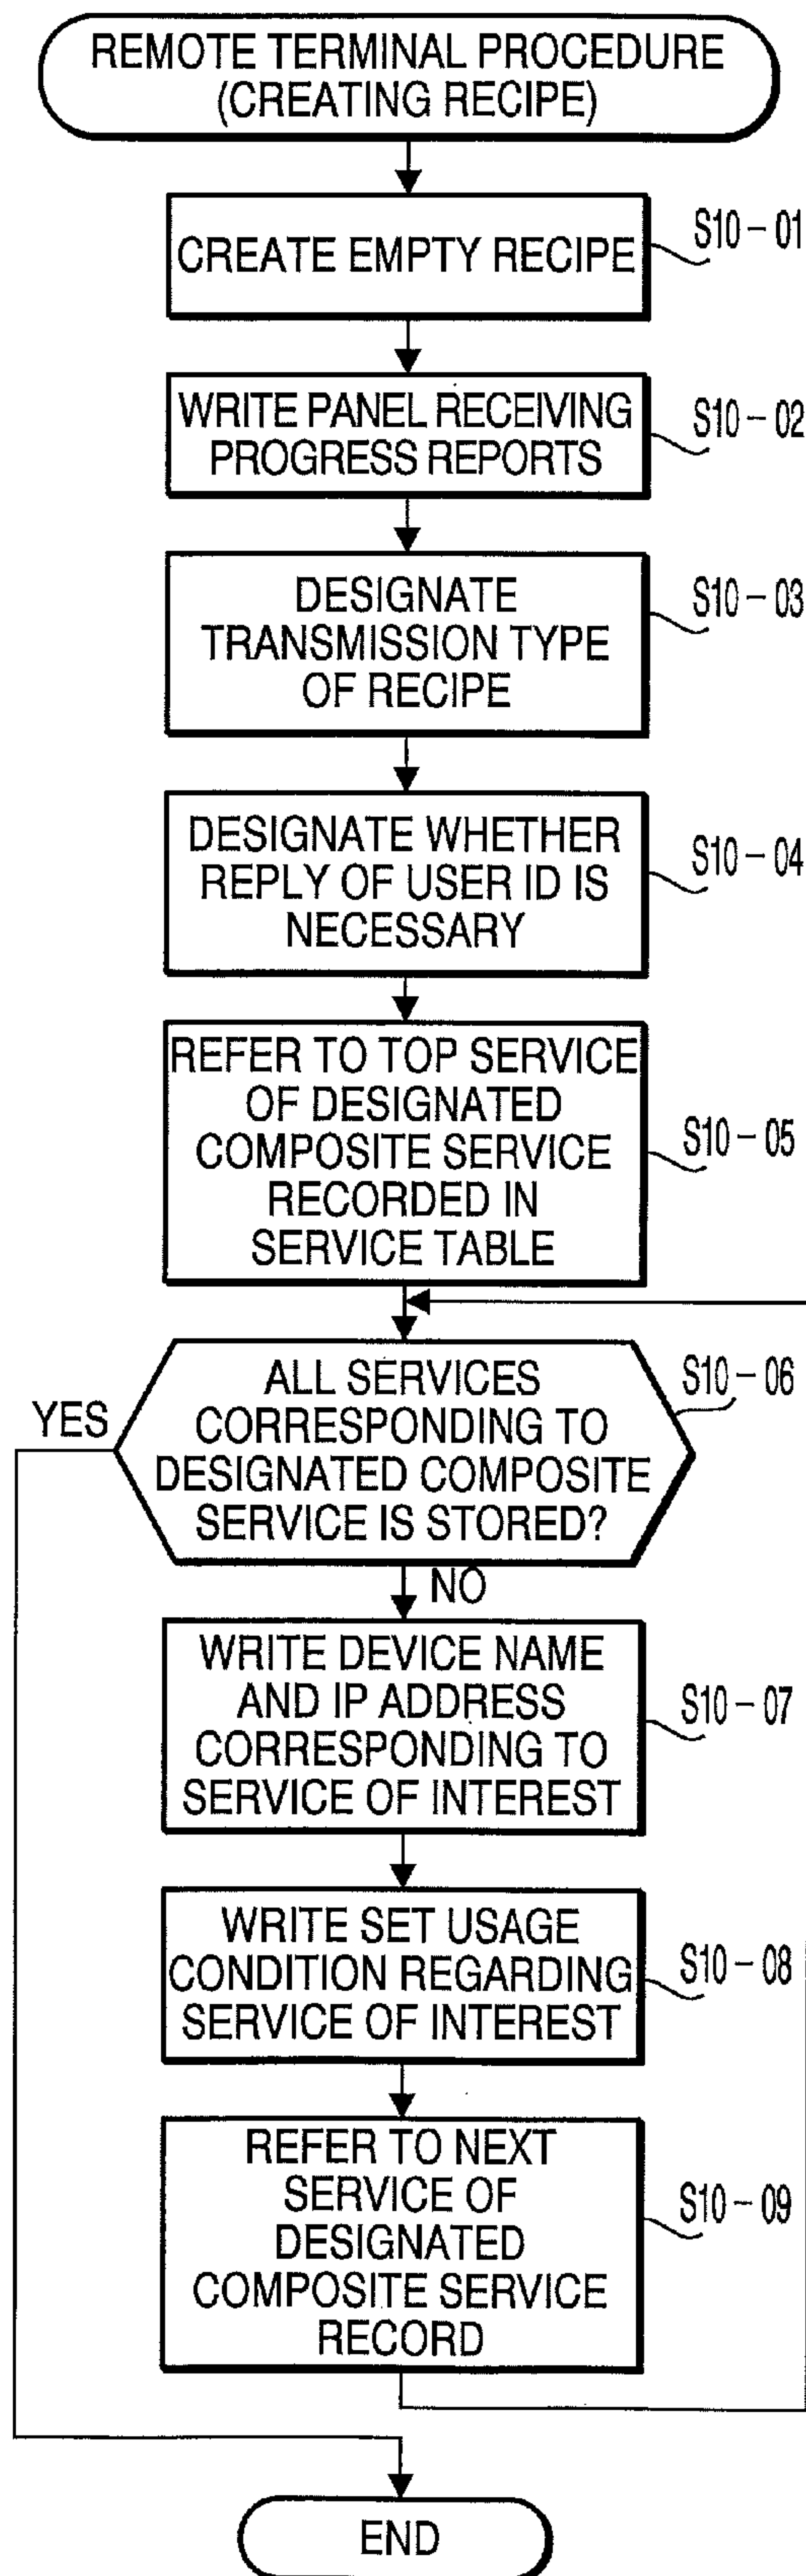 REMOTE TERMINAL PROCEDURE
(CREATING RECIPE)
CREATE EMPTY RECIPE
S10-01
WRITE PANEL RECEIVING
PROGRESS REPORTS
S10-02
DESIGNATE
TRANSMISSION TYPE
OF RECIPE
S10-03
DESIGNATE WHETHER
REPLY OF USER ID IS
NECESSARY
S10-04
REFER TO TOP SERVICE
OF DESIGNATED
COMPOSITE SERVICE
RECORDED IN
SERVICE TABLE
S10-05
ALL SERVICES
CORRESPONDING TO
DESIGNATED COMPOSITE
SERVICE IS STORED?
S10-06
YES
NO
WRITE DEVICE NAME
AND IP ADDRESS
CORRESPONDING TO
SERVICE OF INTEREST
S10-07
WRITE SET USAGE
CONDITION REGARDING
SERVICE OF INTEREST
S10-08
REFER TO NEXT
SERVICE OF
DESIGNATED
COMPOSITE SERVICE
RECORD
S10-09
END